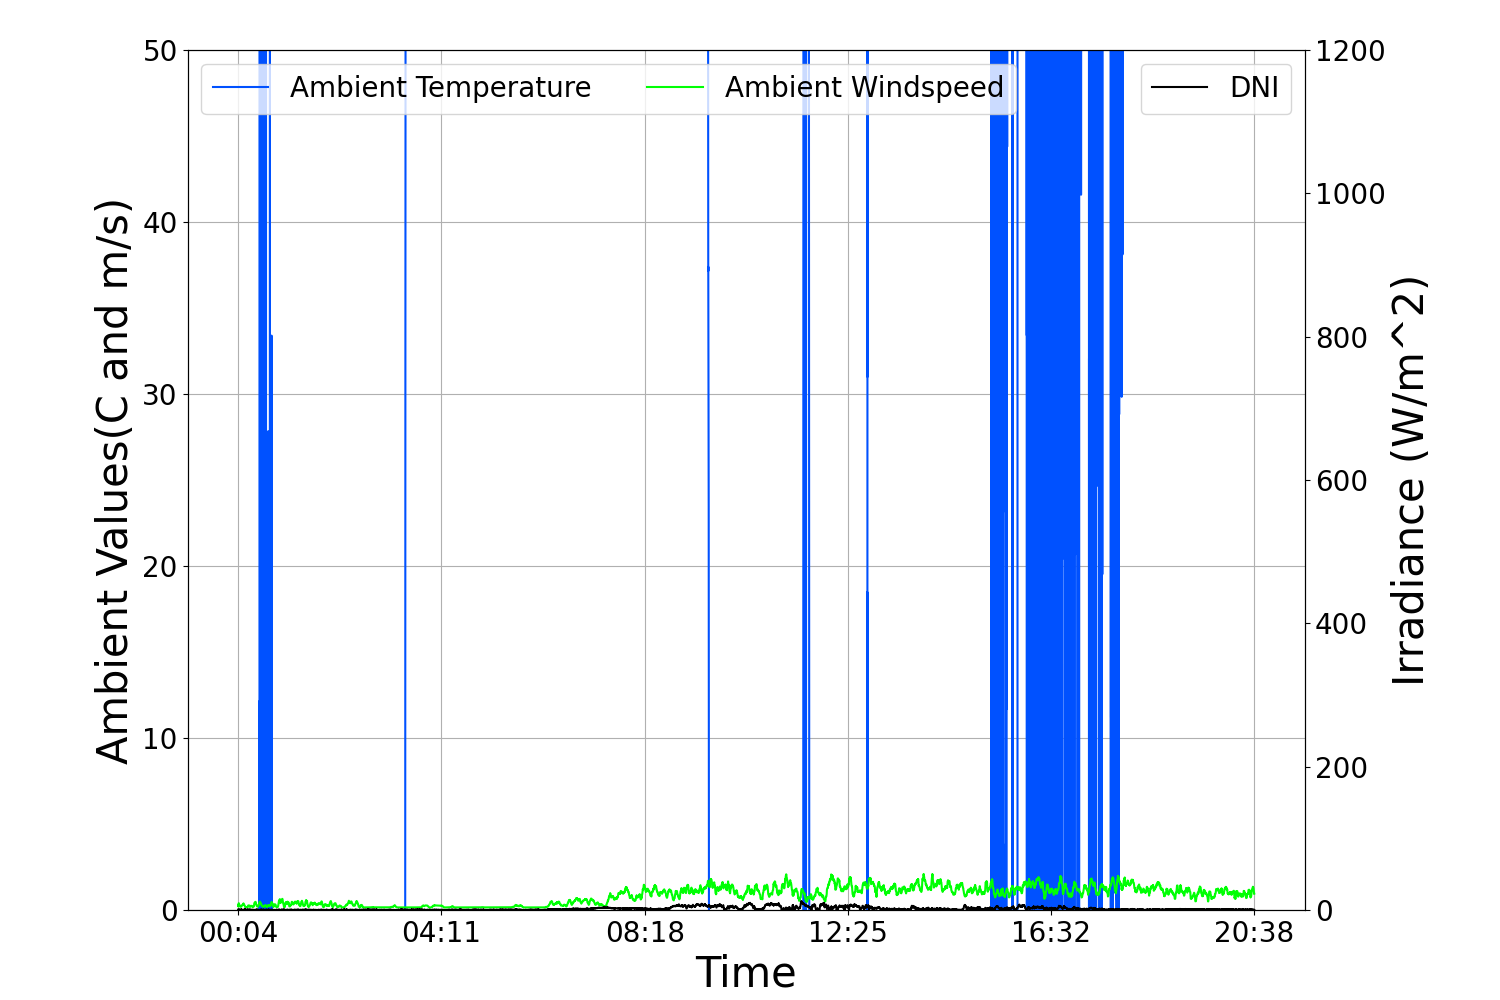 Ambient Temperature Ambient Windspeed DNI
Ambient Values(C and m/s)
50
40
30
20
10
0
1200
1000
800
600
400
200
0
Irradiance (W/m^2)
00:04 04:11 08:18 12:25 16:32 20:38
Time